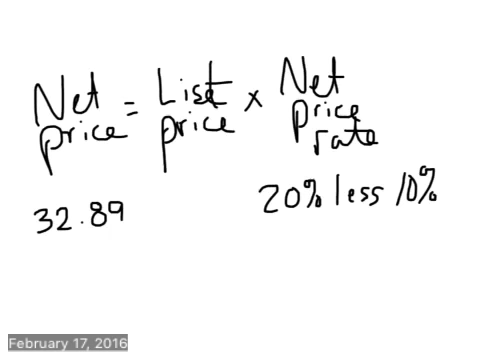 Net price = List price x Net price rate
32.89
20% less 10%
February 17, 2016